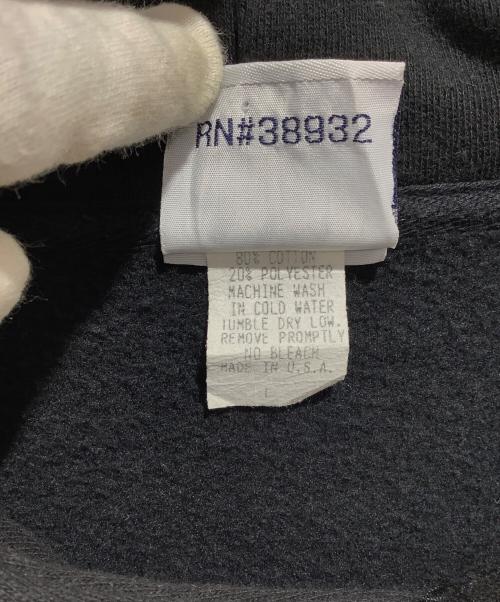 RN#38932
80% COTTON
20% POLYESTER
MACHINE WASH
IN COLD WATER
TUMBLE DRY LOW.
REMOVE PROMPTLY
NO BLEACH
MADE IN U.S.A.
L